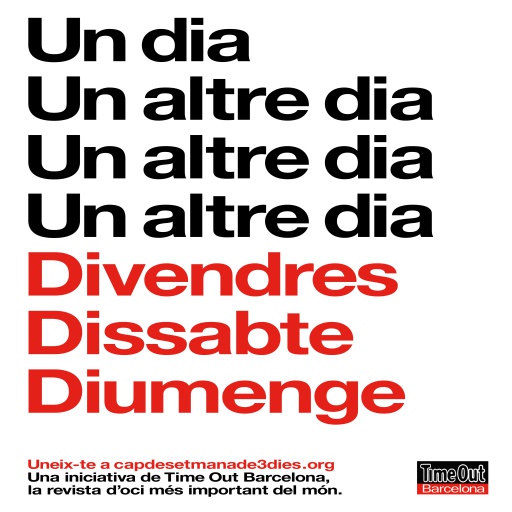 Un dia
Un altre dia
Un altre dia
Un altre dia
Divendres
Dissabte
Diumenge
Uneix-te a capdesetmanade3dies.org
Una iniciativa de Time Out Barcelona,
la revista d'oci més important del món.
Time Out
Barcelona